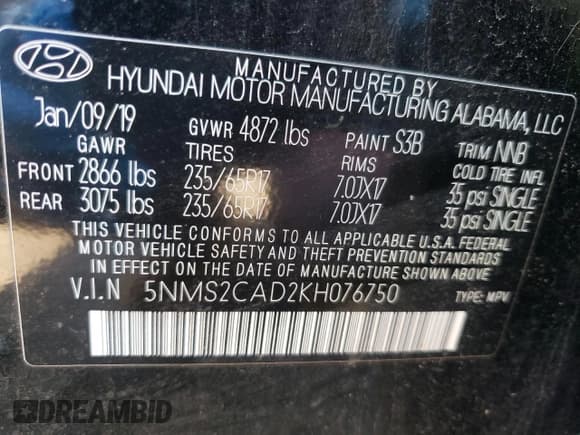 MANUFACTURED BY
HYUNDAI MOTOR MANUFACTURING ALABAMA, LLC
Jan/09/19 GVWR 4872 lbs PAINT S3B TRIM NNB
GAWR TIRES RIMS COLD TIRE INFL
FRONT 2866 lbs 235/65R17 7.0JX17 35 psi SINGLE
REAR 3075 lbs 235/65R17 7.0JX17 35 psi SINGLE
THIS VEHICLE CONFORMS TO ALL APPLICABLE U.S.A. FEDERAL
MOTOR VEHICLE SAFETY AND THEFT PREVENTION STANDARDS
IN EFFECT ON THE DATE OF MANUFACTURE SHOWN ABOVE
V.I.N 5NMS2CAD2KH076750 TYPE: MPV
DREAMBID